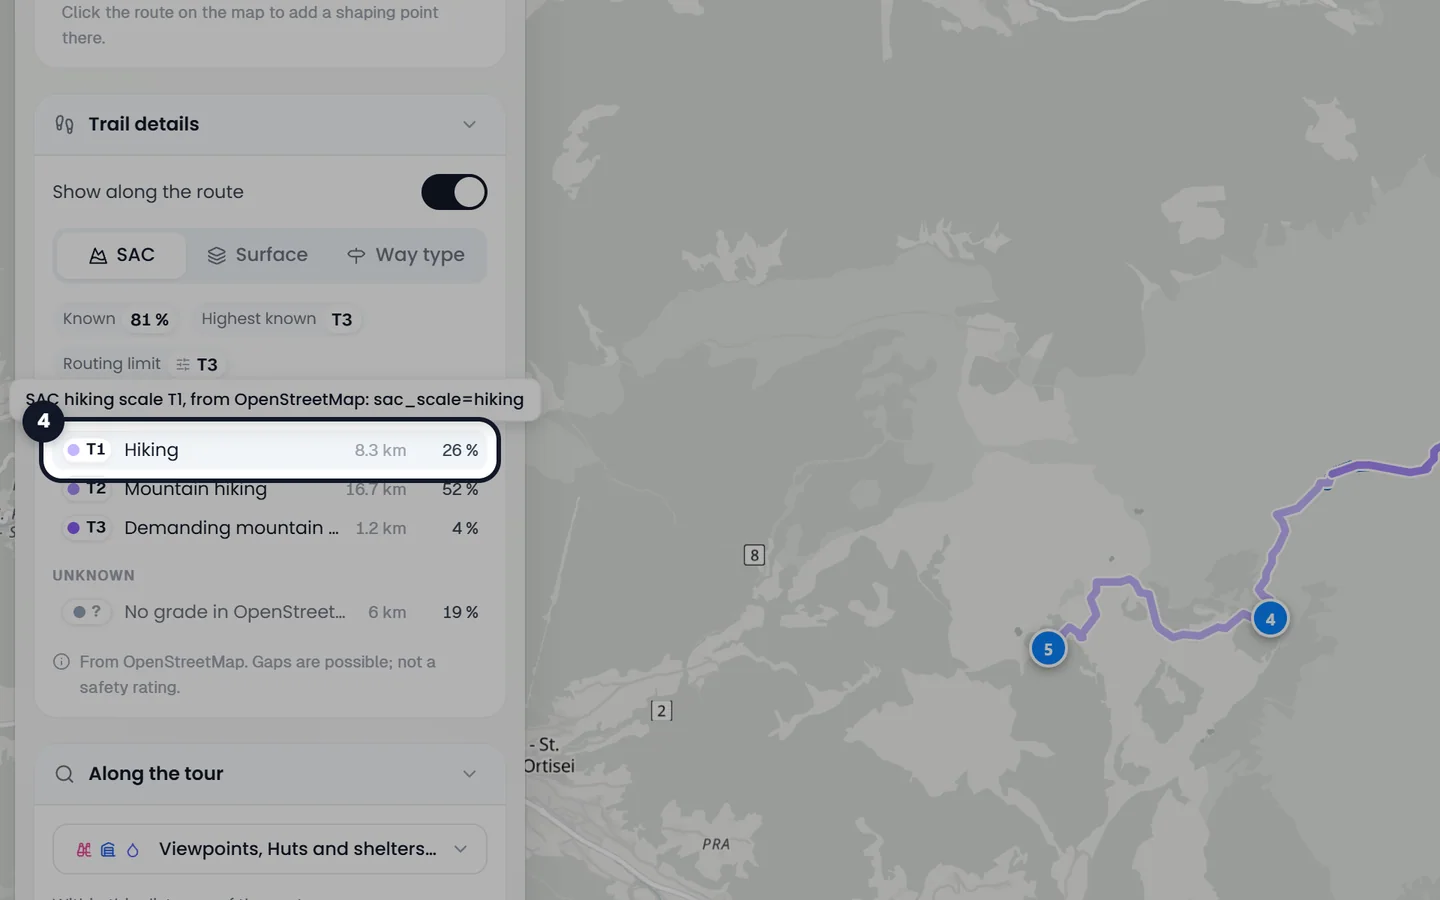 Click the route on the map to add a shaping point
there.
Trail details
Show along the route
SAC
Surface
Way type
Known 81 %
Highest known T3
Routing limit T3
SAC hiking scale T1, from OpenStreetMap: sac_scale=hiking
4
T1 Hiking 8.3 km 26 %
T2 Mountain hiking 16.7 km 52 %
T3 Demanding mountain ... 1.2 km 4 %
UNKNOWN
? No grade in OpenStreet... 6 km 19 %
From OpenStreetMap. Gaps are possible; not a
safety rating.
Along the tour
Viewpoints, Huts and shelters...
8
4
5
2
- St.
Ortisei
PRA